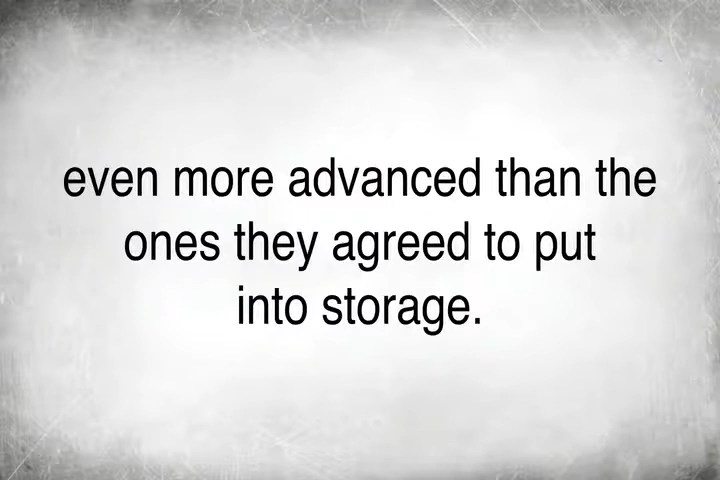 even more advanced than the
ones they agreed to put
into storage.